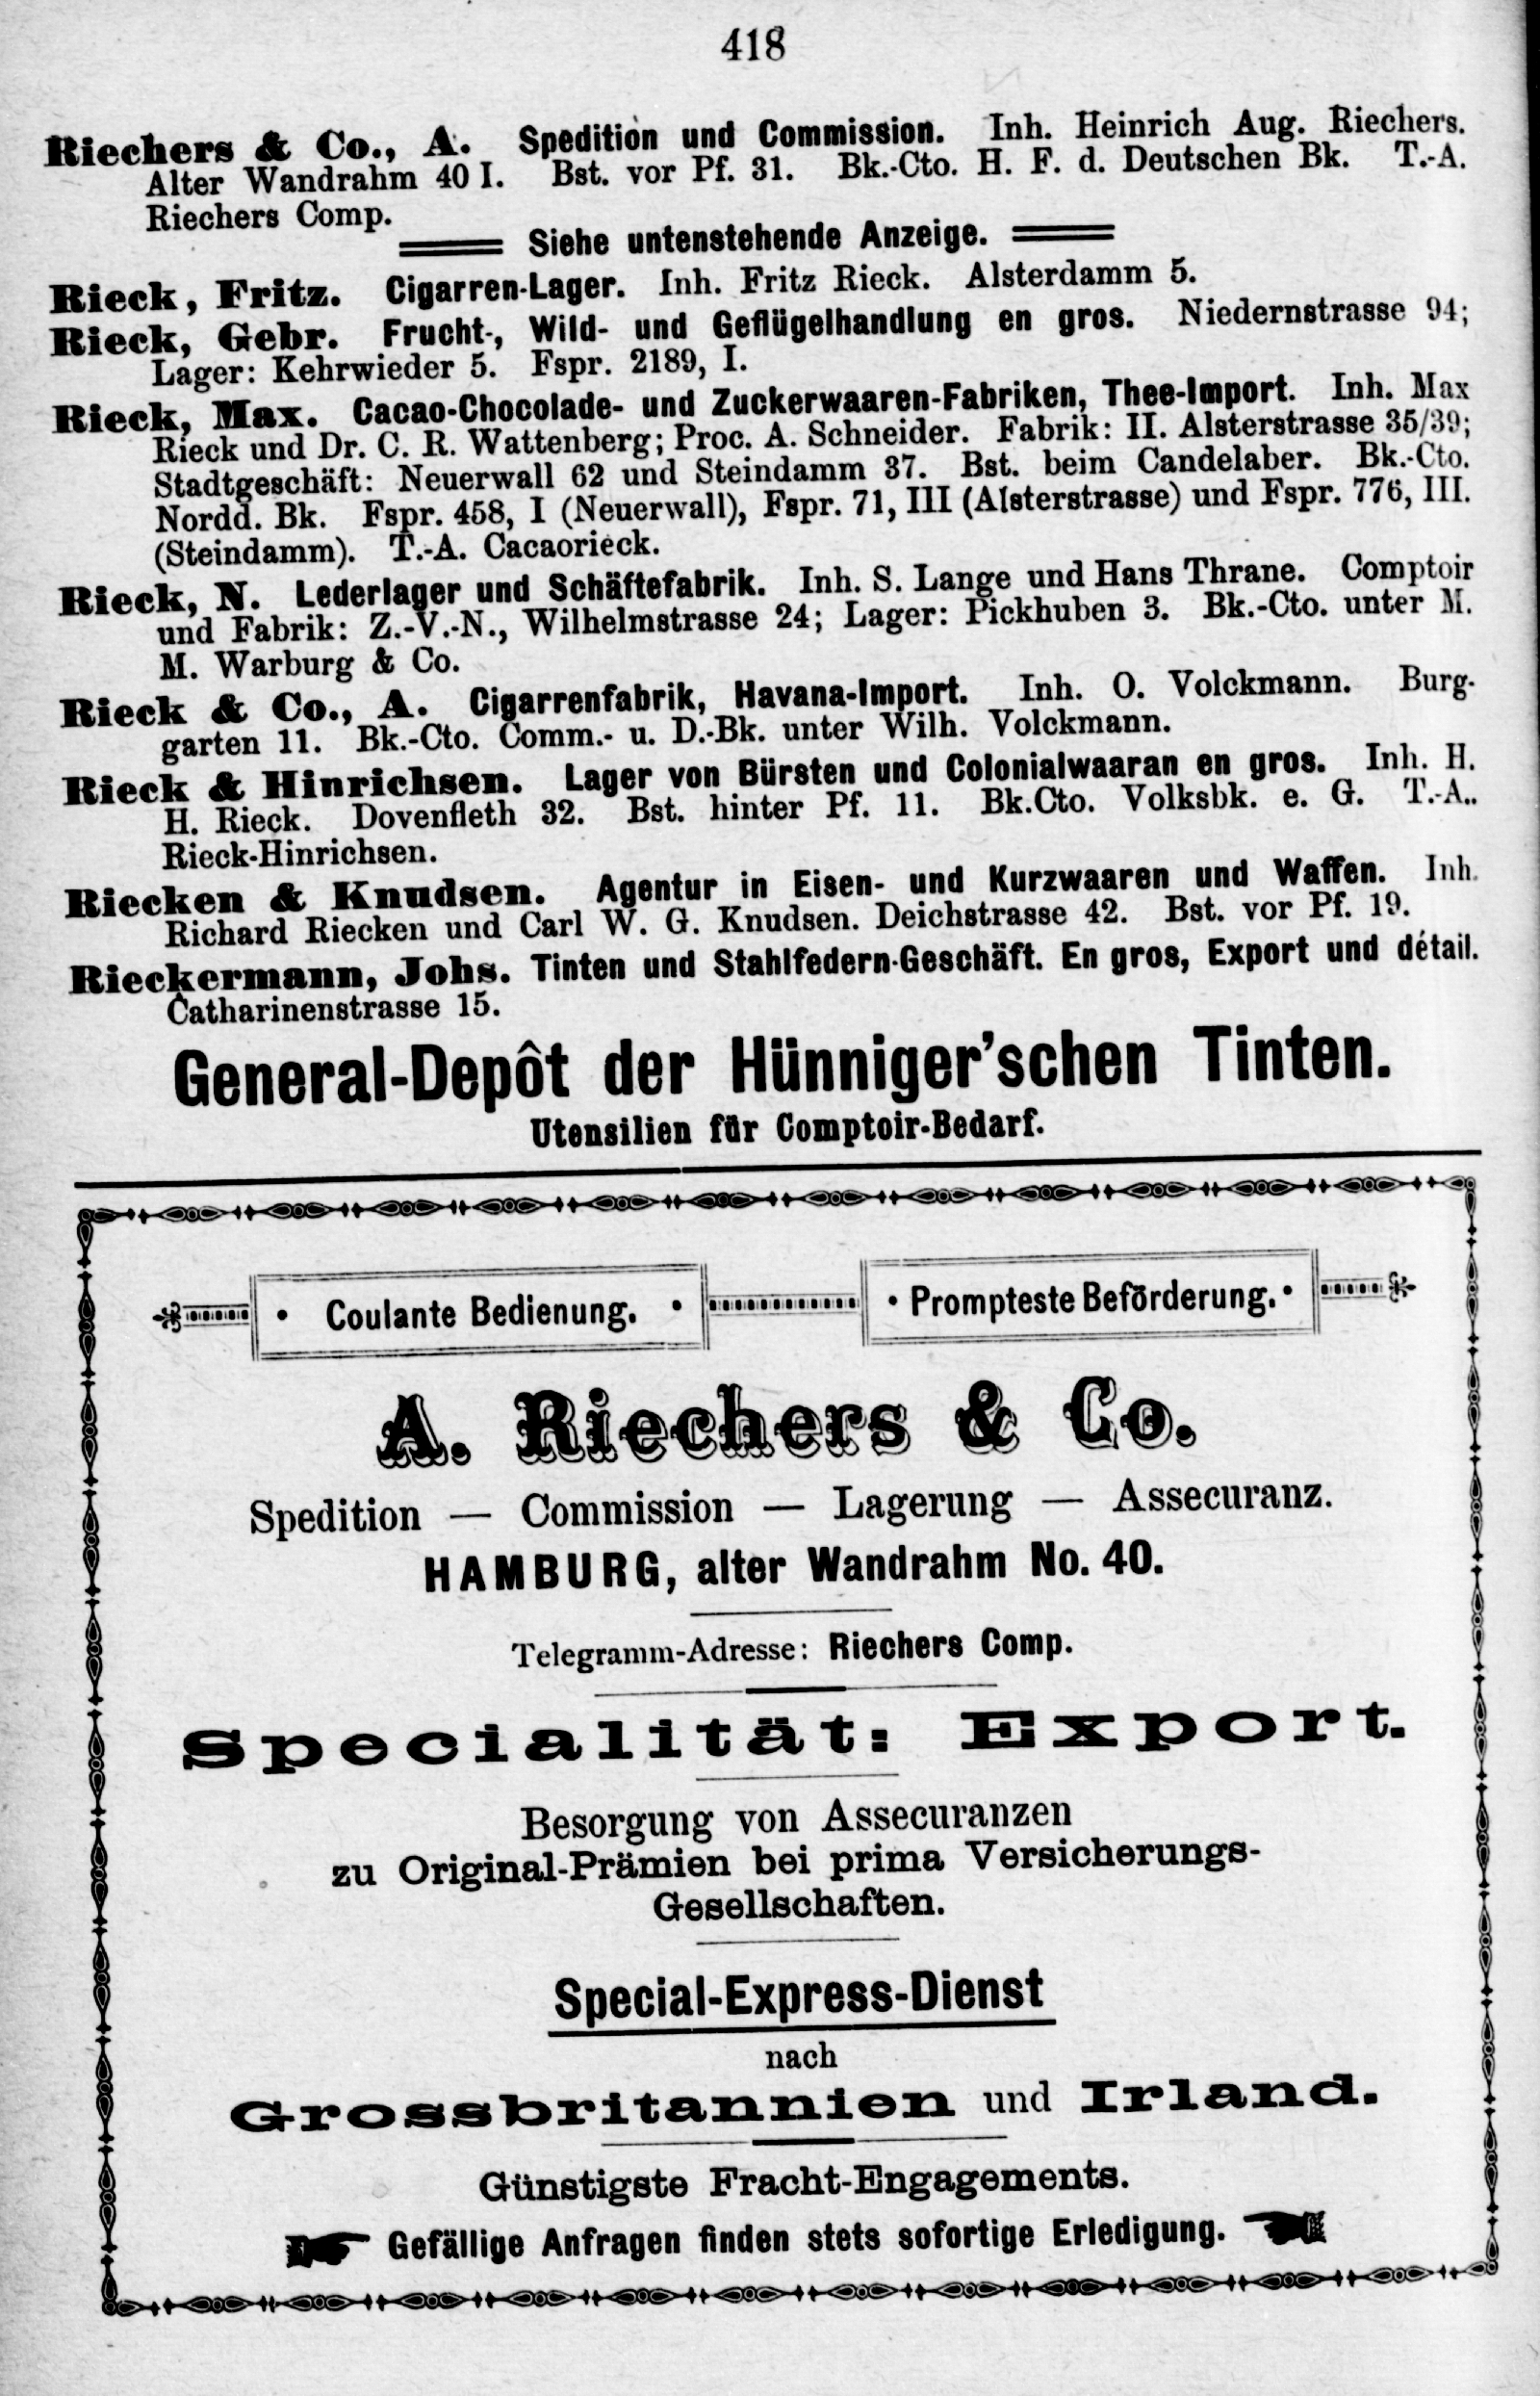 418
Riechers & Co., A. Spedition und Commission. Inh. Heinrich Aug. Riechers.
Alter Wandrahm 40 I. Bst. vor Pf. 31. Bk.-Cto. H. F. d. Deutschen Bk. T.-A.
Riechers Comp.
Siehe untenstehende Anzeige.
Rieck, Fritz. Cigarren-Lager. Inh. Fritz Rieck. Alsterdamm 5.
Rieck, Gebr. Frucht-, Wild- und Geflügelhandlung en gros. Niedernstrasse 94;
Lager: Kehrwieder 5. Fspr. 2189, I.
Rieck, Max. Cacao-Chocolade- und Zuckerwaaren-Fabriken, Thee-Import. Inh. Max
Rieck und Dr. C. R. Wattenberg; Proc. A. Schneider. Fabrik: II. Alsterstrasse 35/39;
Stadtgeschäft: Neuerwall 62 und Steindamm 37. Bst. beim Candelaber. Bk.-Cto.
Nordd. Bk. Fspr. 458, I (Neuerwall), Fspr. 71, III (Alsterstrasse) und Fspr. 776, III.
(Steindamm). T.-A. Cacaorieck.
Rieck, N. Lederlager und Schäftefabrik. Inh. S. Lange und Hans Thrane. Comptoir
und Fabrik: Z.-V.-N., Wilhelmstrasse 24; Lager: Pickhuben 3. Bk.-Cto. unter M.
M. Warburg & Co.
Rieck & Co., A. Cigarrenfabrik, Havana-Import. Inh. O. Volckmann. Burg-
garten 11. Bk.-Cto. Comm.- u. D.-Bk. unter Wilh. Volckmann.
Rieck & Hinrichsen. Lager von Bürsten und Colonialwaaran en gros. Inh. H.
H. Rieck. Dovenfleth 32. Bst. hinter Pf. 11. Bk.Cto. Volksbk. e. G. T.-A..
Rieck-Hinrichsen.
Riecken & Knudsen. Agentur in Eisen- und Kurzwaaren und Waffen. Inh.
Richard Riecken und Carl W. G. Knudsen. Deichstrasse 42. Bst. vor Pf. 19.
Rieckermann, Johs. Tinten und Stahlfedern-Geschäft. En gros, Export und détail.
Catharinenstrasse 15.
General-Depôt der Hünniger'schen Tinten.
Utensilien für Comptoir-Bedarf.
• Coulante Bedienung. • • Prompteste Beförderung. •
A. Riechers & Co.
Spedition — Commission — Lagerung — Assecuranz.
HAMBURG, alter Wandrahm No. 40.
Telegramm-Adresse: Riechers Comp.
Specialität: Export.
Besorgung von Assecuranzen
zu Original-Prämien bei prima Versicherungs-
Gesellschaften.
Special-Express-Dienst
nach
Grossbritannien und Irland.
Günstigste Fracht-Engagements.
Gefällige Anfragen finden stets sofortige Erledigung.